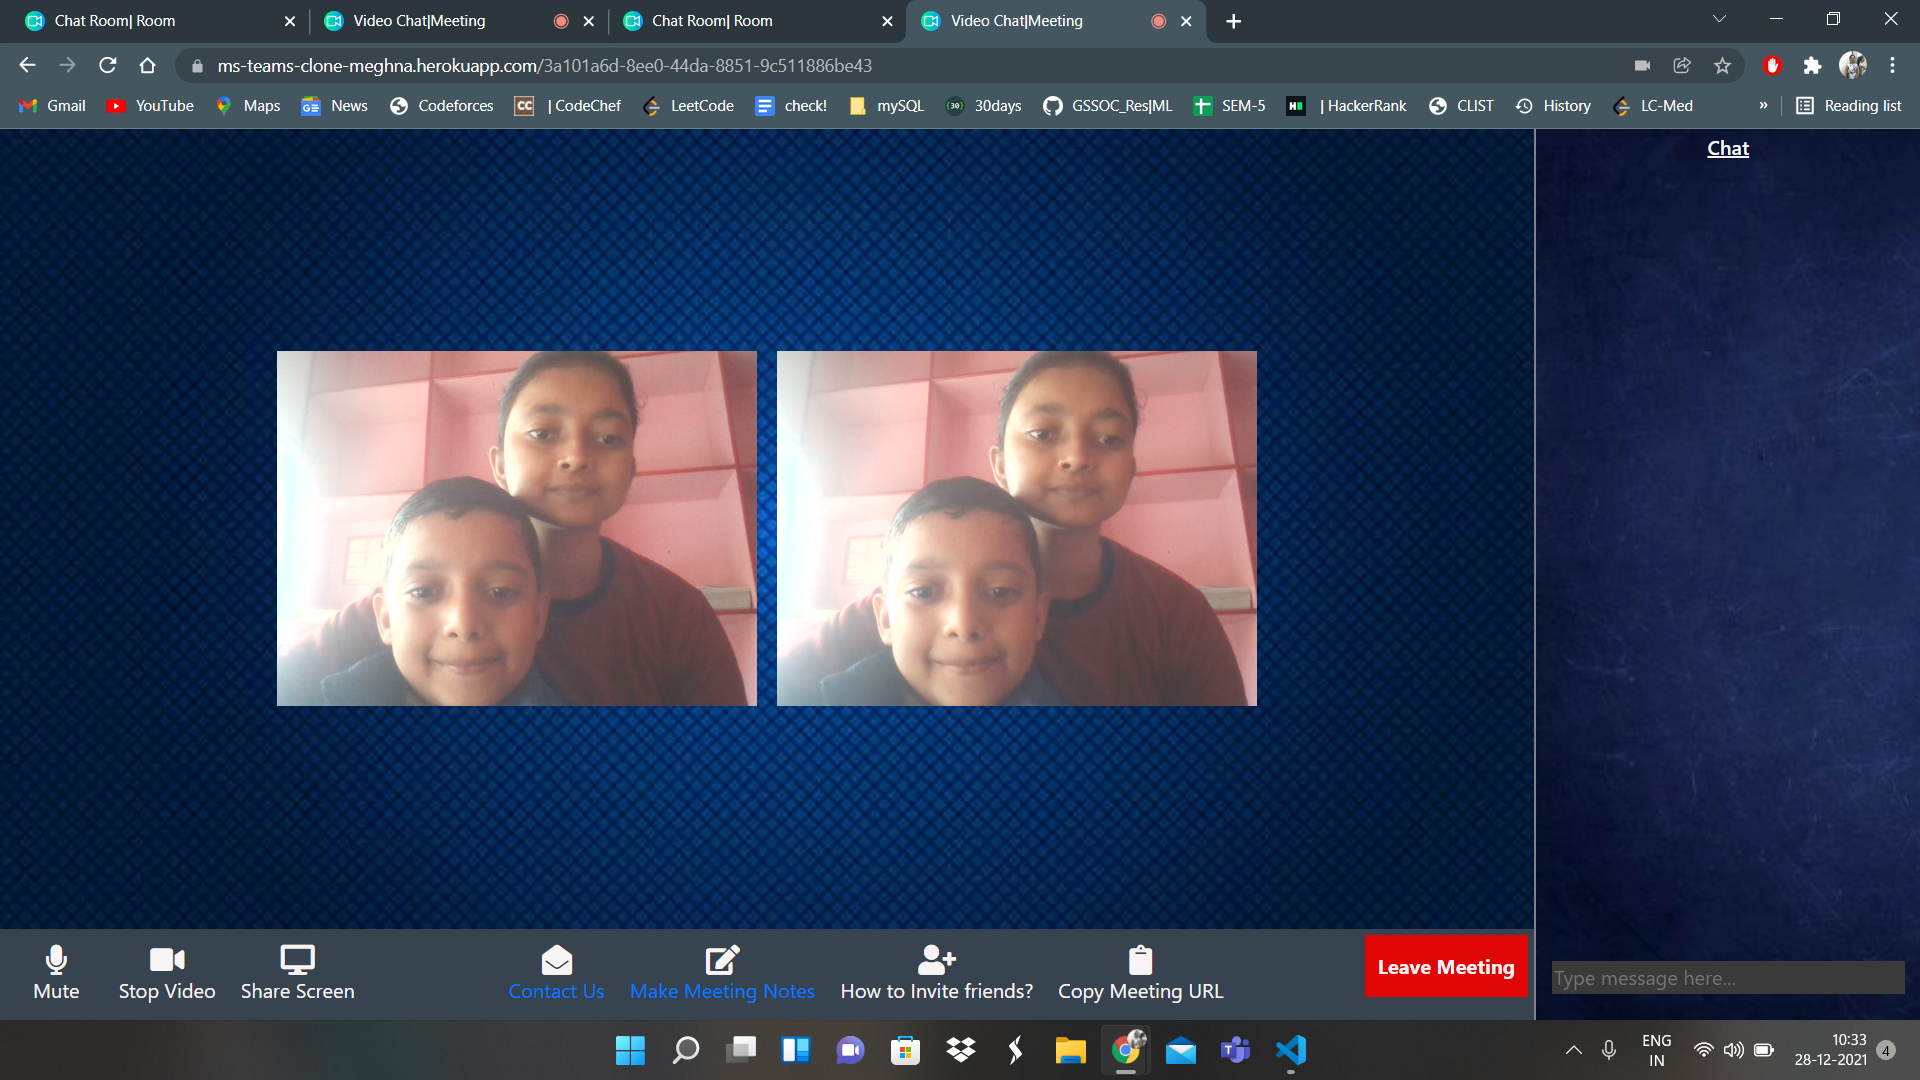 Chat Room| Room
Video Chat|Meeting
Chat Room| Room
Video Chat|Meeting
ms-teams-clone-meghna.herokuapp.com/3a101a6d-8ee0-44da-8851-9c511886be43
Gmail YouTube Maps News Codeforces CC | CodeChef LeetCode check! mySQL {30} 30days GSSOC_Res|ML SEM-5 H | HackerRank CLIST History LC-Med » Reading list
Chat
Mute
Stop Video
Share Screen
Contact Us
Make Meeting Notes
How to Invite friends?
Copy Meeting URL
Leave Meeting
Type message here...
ENG
IN
10:33
28-12-2021
4